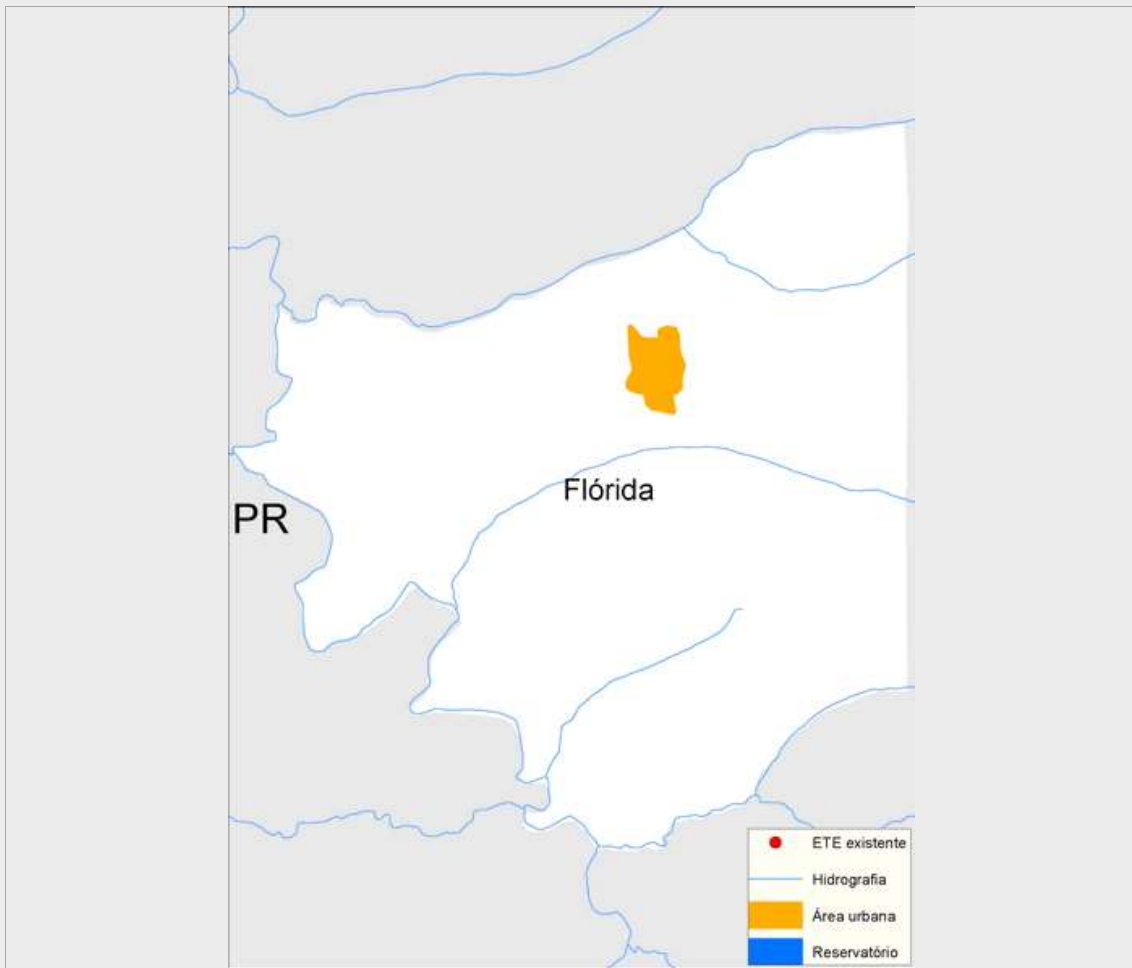 Flórida
PR
ETE existente
Hidrografia
Área urbana
Reservatório